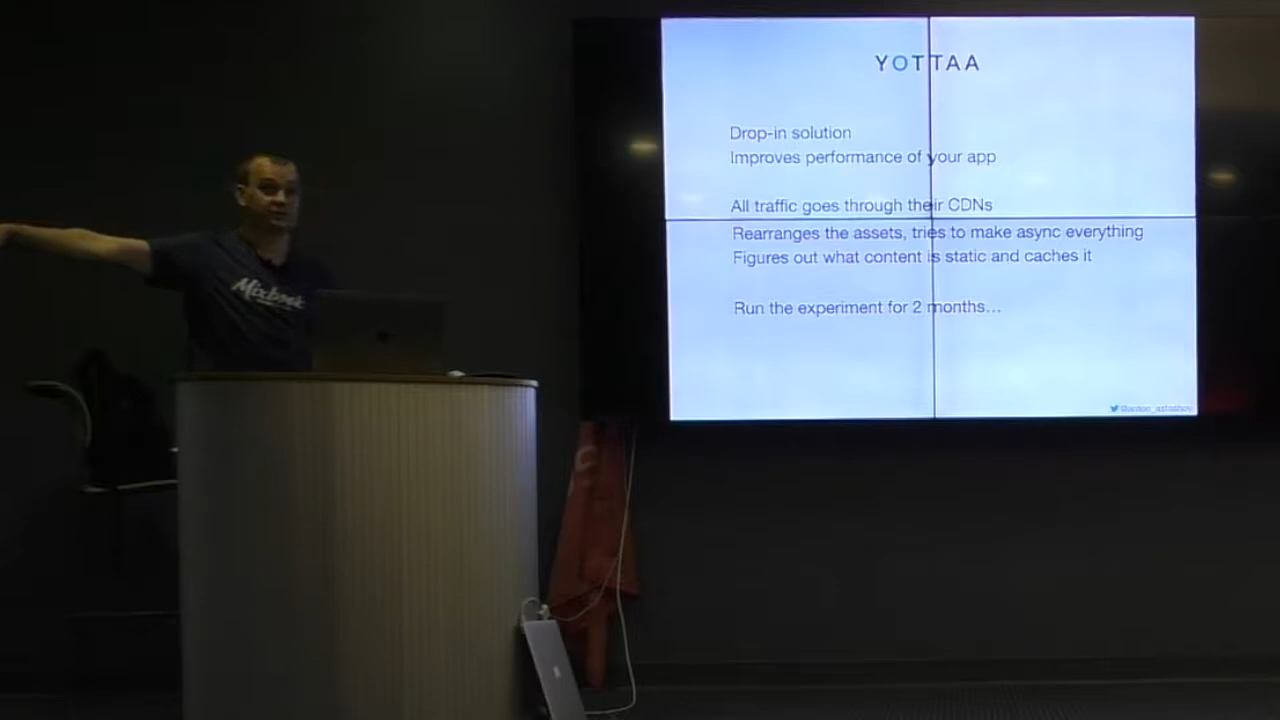 YOTTAA
Drop-in solution
Improves performance of your app
All traffic goes through their CDNs
Rearranges the assets, tries to make async everything
Figures out what content is static and caches it
Run the experiment for 2 months...
Mixbook